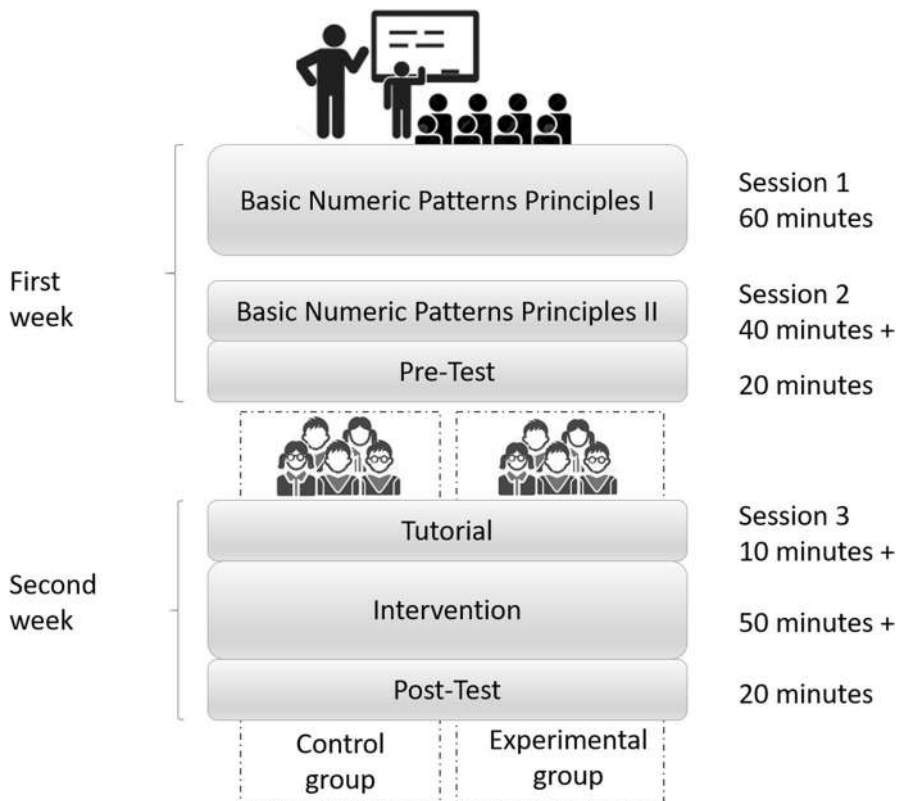 Basic Numeric Patterns Principles I
Session 1
60 minutes
First
week
Basic Numeric Patterns Principles II
Session 2
40 minutes +
Pre-Test
20 minutes
Tutorial
Session 3
10 minutes +
Second
week
Intervention
50 minutes +
Post-Test
20 minutes
Control
group
Experimental
group